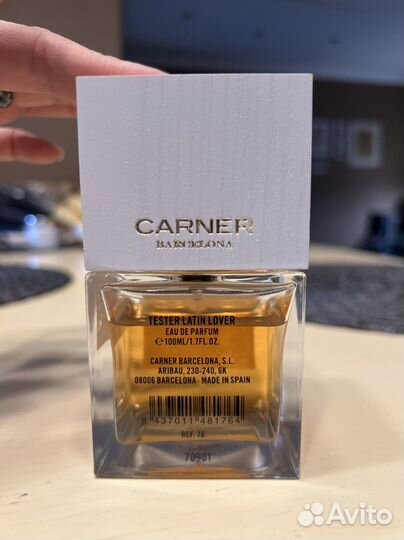 CARNER
BARCELONA
TESTER LATIN LOVER
EAU DE PARFUM
℮100ML/1.7FL.OZ.
CARNER BARCELONA, S.L.
ARIBAU, 230-240, 6K
08006 BARCELONA - MADE IN SPAIN
8 437011 481764
REF. 76
70901
Avito